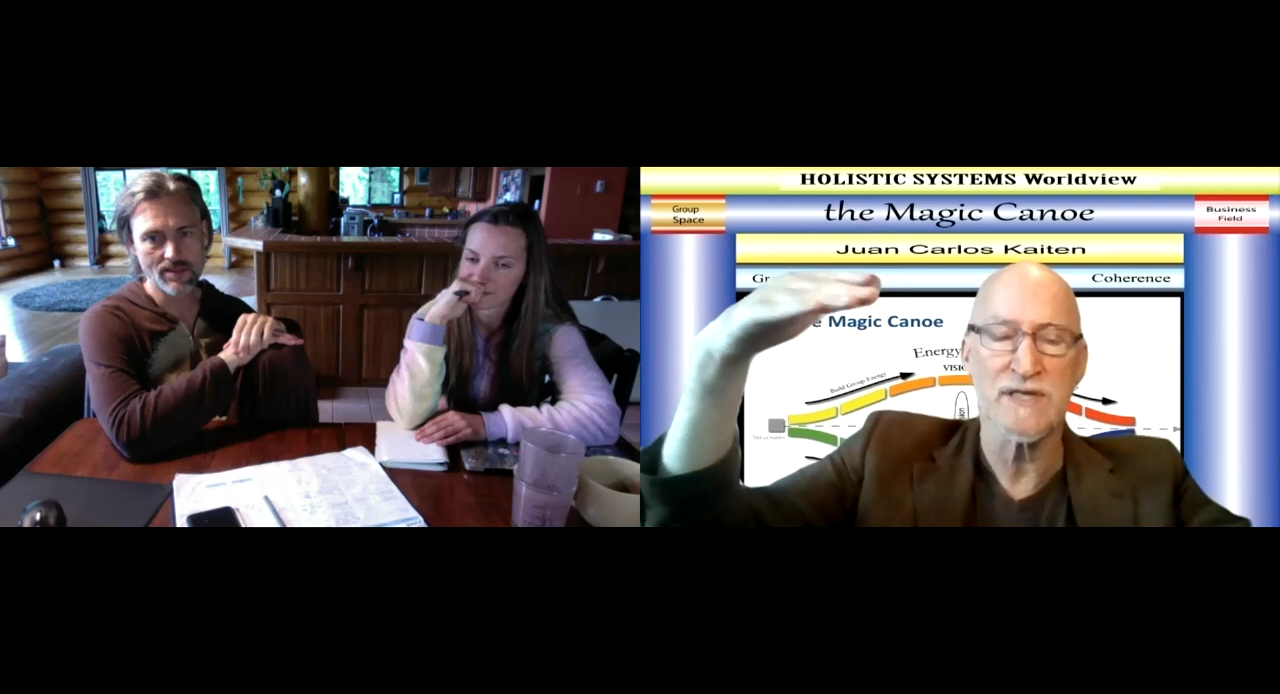 HOLISTIC SYSTEMS Worldview
Group
Space
the Magic Canoe
Business
Field
Juan Carlos Kaiten
Coherence
Magic Canoe
Energy
Build Group Energy